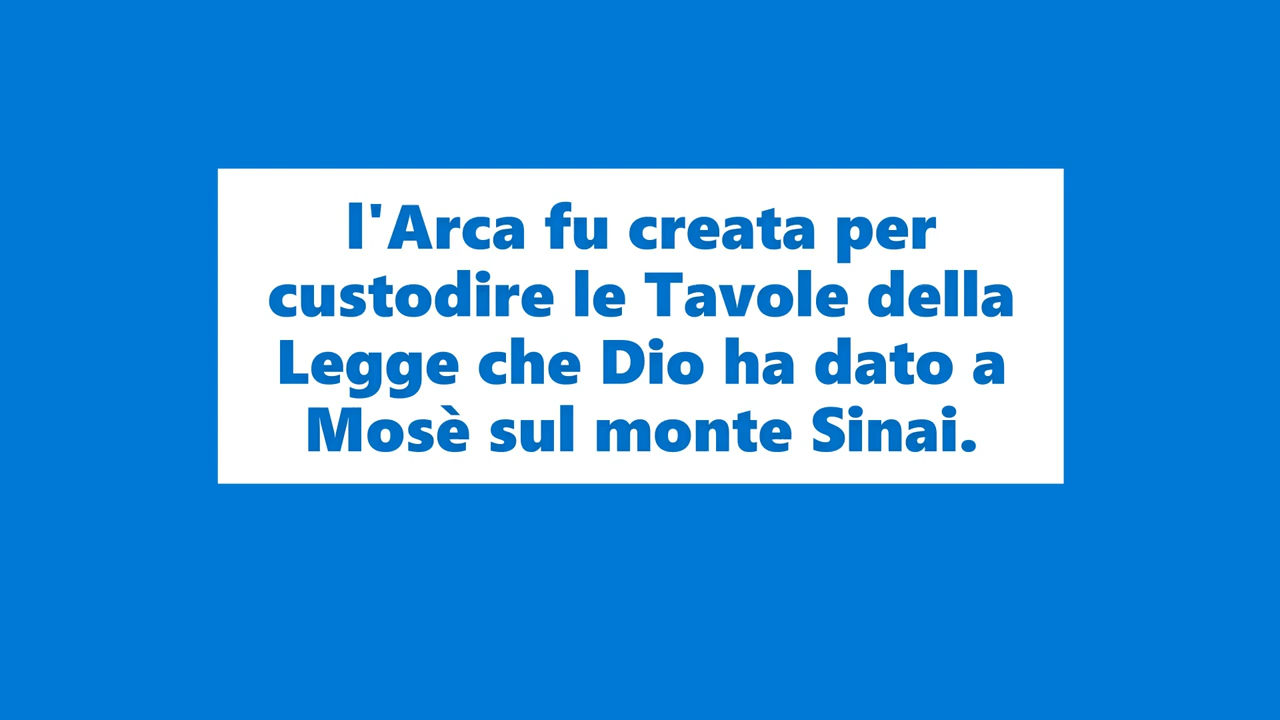 l'Arca fu creata per
custodire le Tavole della
Legge che Dio ha dato a
Mosè sul monte Sinai.